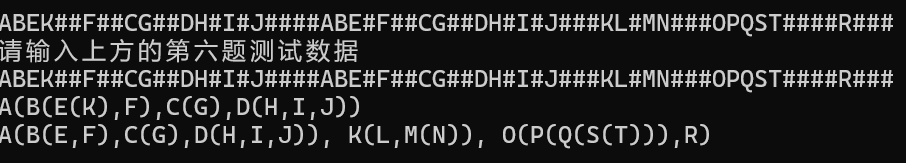 ABEK##F##CG##DH#I#J####ABE#F##CG##DH#I#J###KL#MN###OPQST####R###
请输入上方的第六题测试数据
ABEK##F##CG##DH#I#J####ABE#F##CG##DH#I#J###KL#MN###OPQST####R###
A(B(E(K),F),C(G),D(H,I,J))
A(B(E,F),C(G),D(H,I,J)), K(L,M(N)), O(P(Q(S(T))),R)